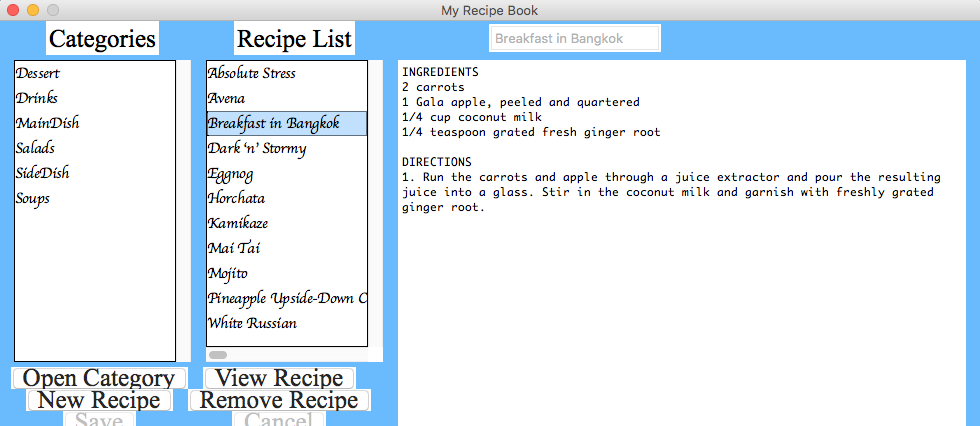 My Recipe Book
Categories
Recipe List
Breakfast in Bangkok
Dessert
Drinks
MainDish
Salads
SideDish
Soups
Absolute Stress
Avena
Breakfast in Bangkok
Dark ‘n’ Stormy
Eggnog
Horchata
Kamikaze
Mai Tai
Mojito
Pineapple Upside-Down C
White Russian
INGREDIENTS
2 carrots
1 Gala apple, peeled and quartered
1/4 cup coconut milk
1/4 teaspoon grated fresh ginger root
DIRECTIONS
1. Run the carrots and apple through a juice extractor and pour the resulting
juice into a glass. Stir in the coconut milk and garnish with freshly grated
ginger root.
Open Category
View Recipe
New Recipe
Remove Recipe
Save
Cancel